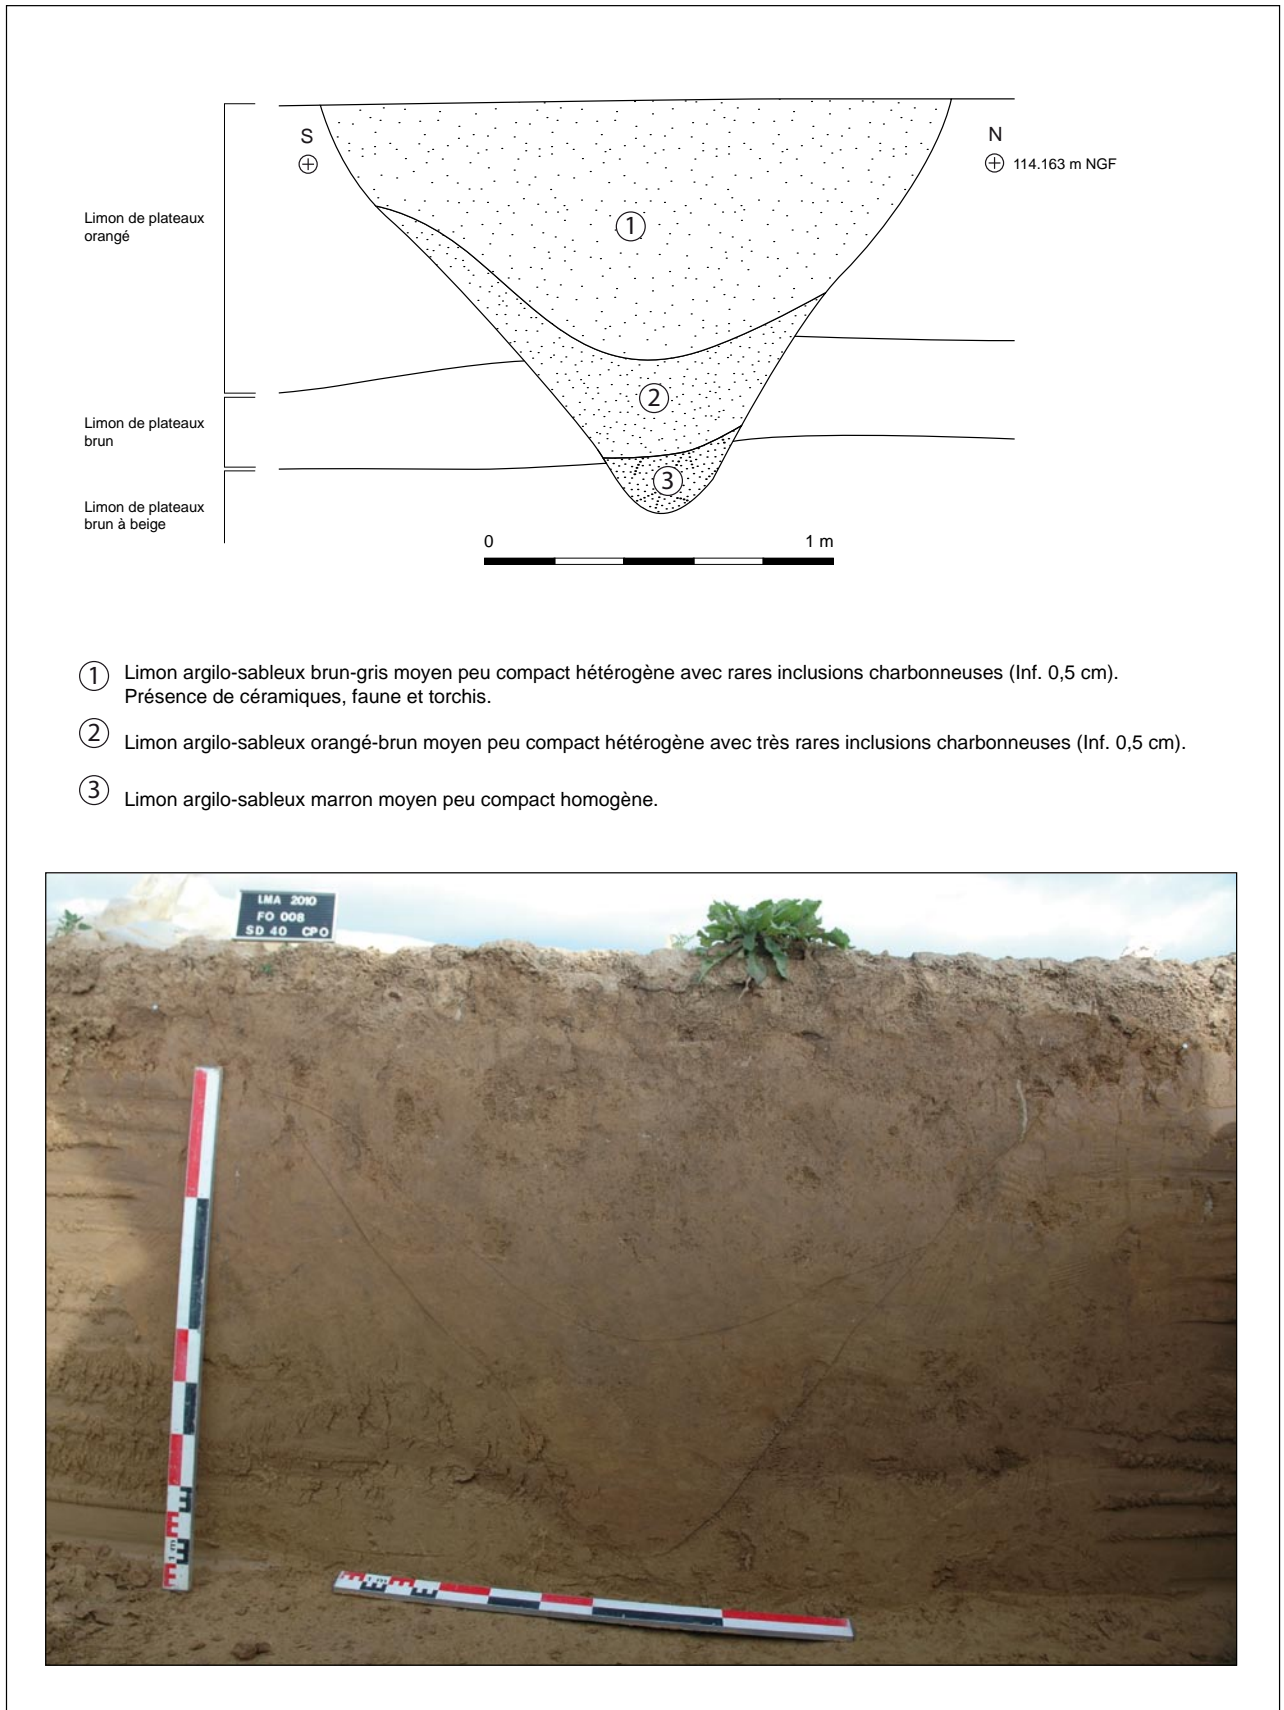 S
N
114.163 m NGF
Limon de plateaux
orangé
1
2
Limon de plateaux
brun
3
Limon de plateaux
brun à beige
0 1 m
1 Limon argilo-sableux brun-gris moyen peu compact hétérogène avec rares inclusions charbonneuses (Inf. 0,5 cm).
Présence de céramiques, faune et torchis.
2 Limon argilo-sableux orangé-brun moyen peu compact hétérogène avec très rares inclusions charbonneuses (Inf. 0,5 cm).
3 Limon argilo-sableux marron moyen peu compact homogène.
LMA 2010
FO 008
SD 40 CPO
1 m
1 m